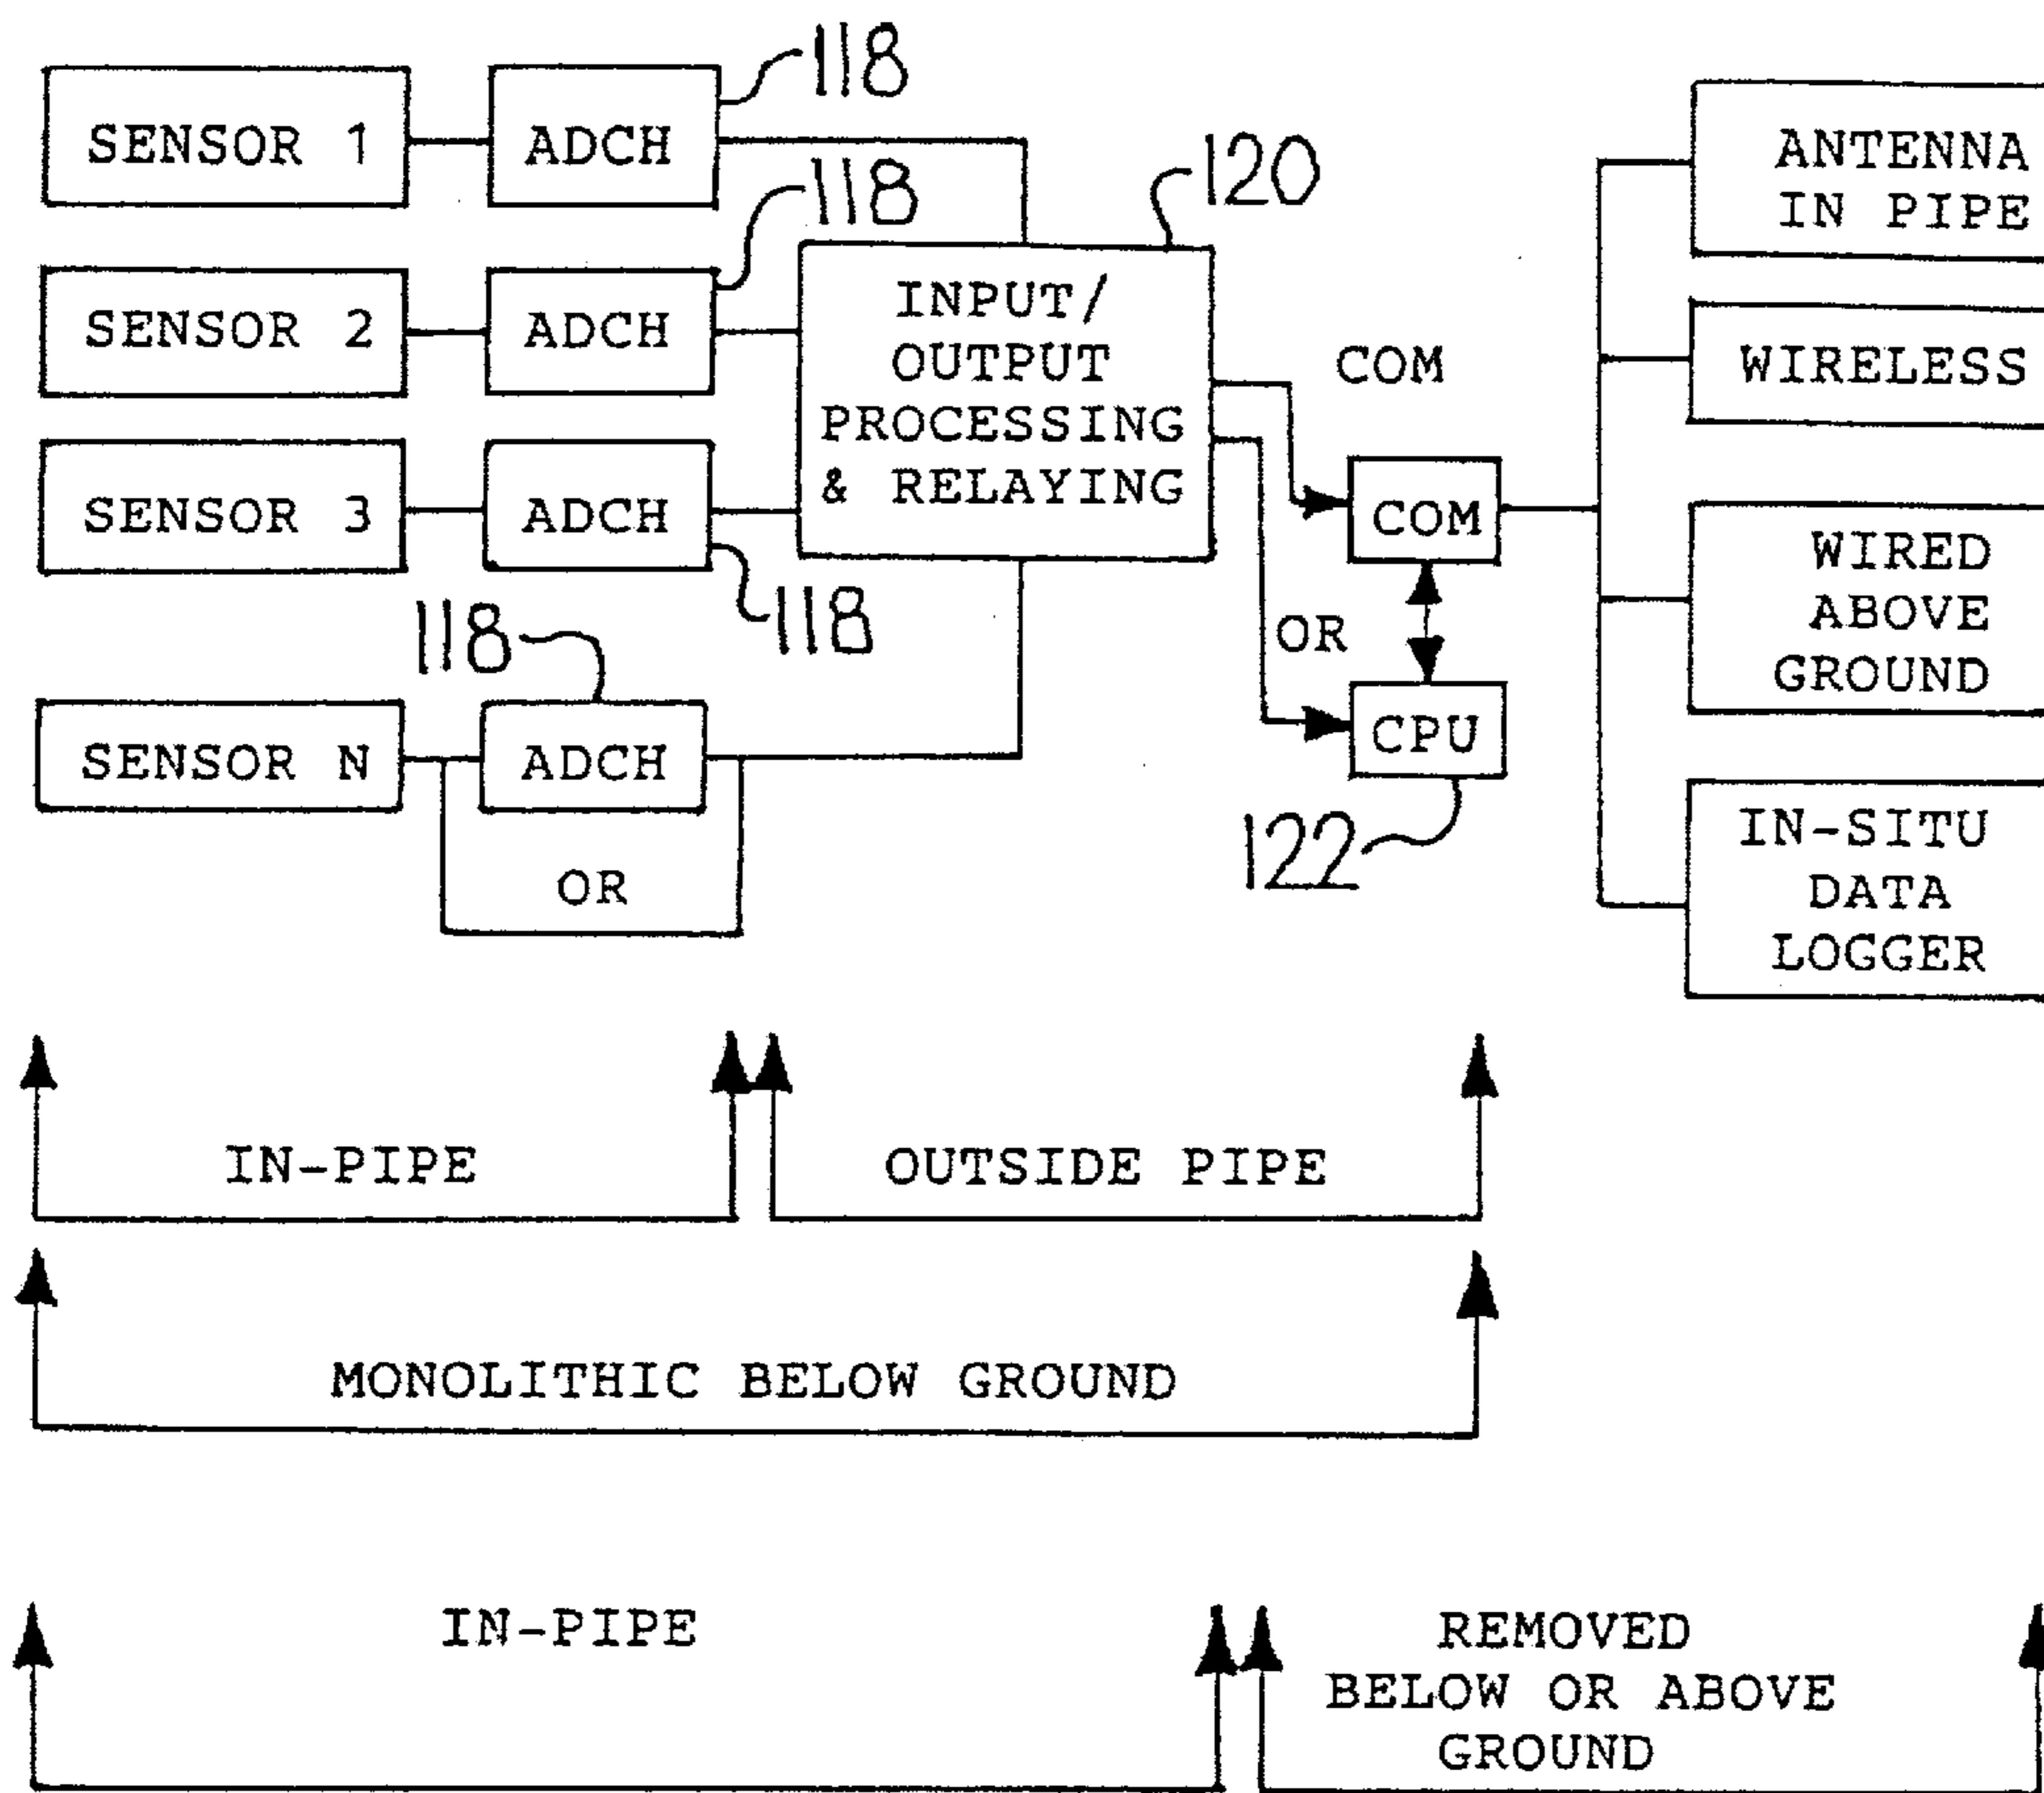 118
SENSOR 1
ADCH
118
120
ANTENNA
IN PIPE
SENSOR 2
ADCH
INPUT/
OUTPUT
PROCESSING
& RELAYING
COM
WIRELESS
SENSOR 3
ADCH
COM
118
118
OR
WIRED
ABOVE
GROUND
SENSOR N
ADCH
CPU
122
OR
IN-SITU
DATA
LOGGER
IN-PIPE
OUTSIDE PIPE
MONOLITHIC BELOW GROUND
IN-PIPE
REMOVED
BELOW OR ABOVE
GROUND